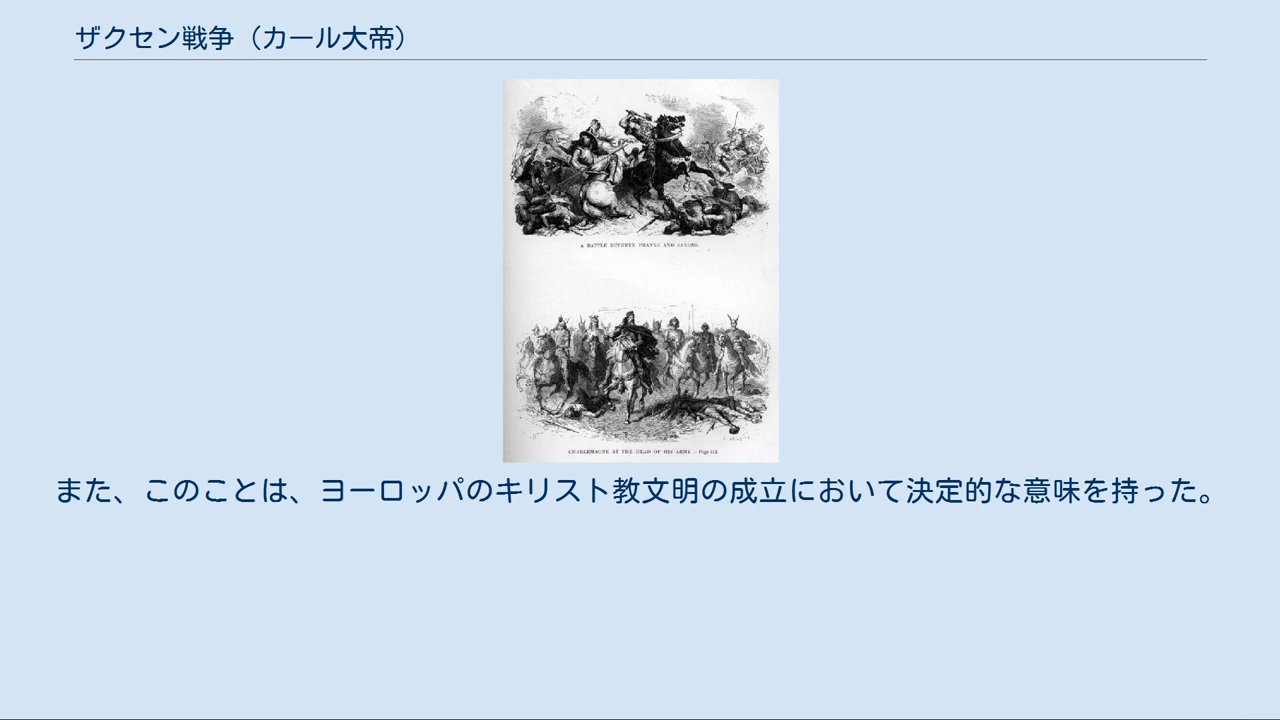 ザクセン戦争（カール大帝）
A BATTLE BETWEEN FRANKS AND SAXONS
CHARLEMAGNE AT THE HEAD OF HIS ARMY.—Page 113.
また、このことは、ヨーロッパのキリスト教文明の成立において決定的な意味を持った。